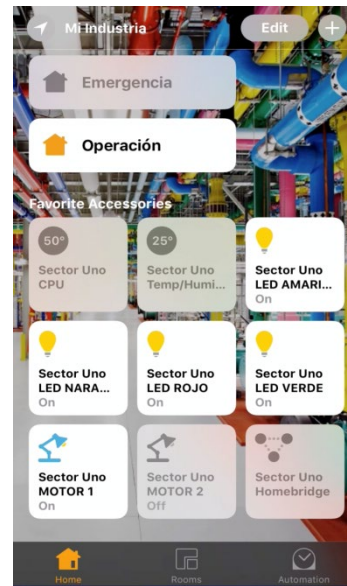 Mi Industria
Edit
Emergencia
Operación
Favorite Accessories
50°
Sector Uno
CPU
25°
Sector Uno
Temp/Humi...
Sector Uno
LED AMARI...
On
Sector Uno
LED NARA...
On
Sector Uno
LED ROJO
On
Sector Uno
LED VERDE
On
Sector Uno
MOTOR 1
On
Sector Uno
MOTOR 2
Off
Sector Uno
Homebridge
Home
Rooms
Automation